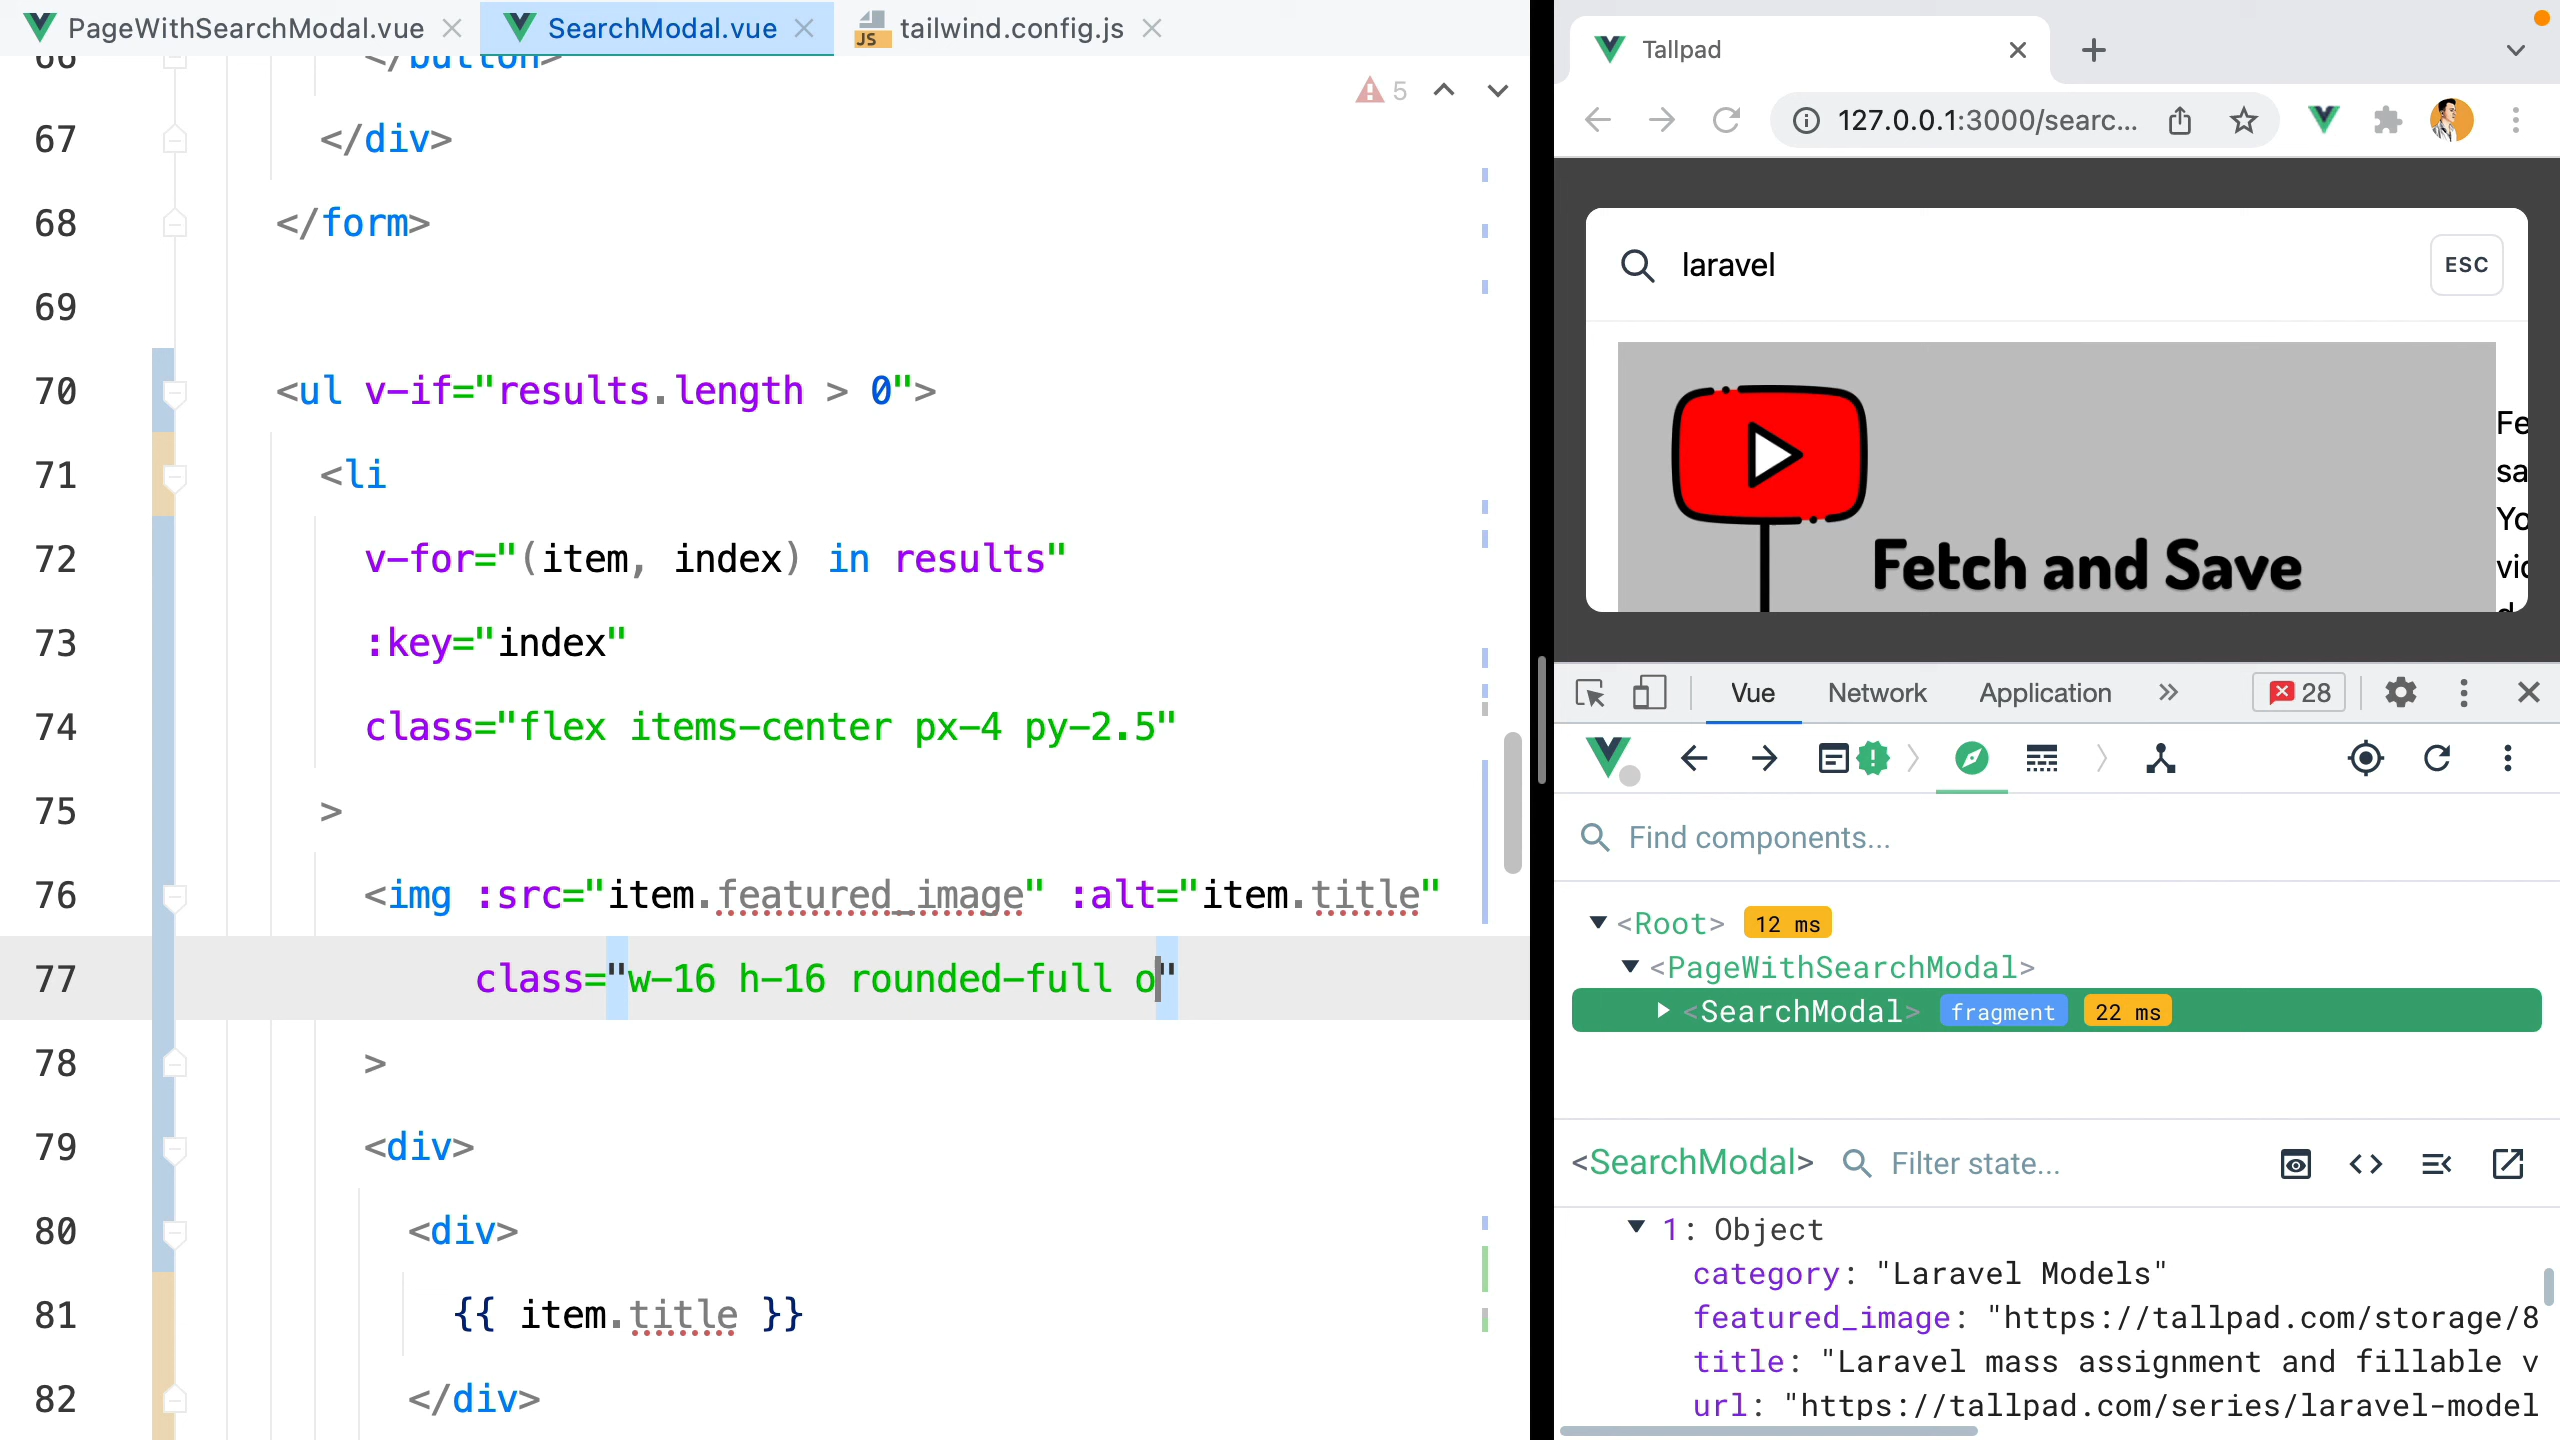 PageWithSearchModal.vue
SearchModal.vue
tailwind.config.js
66 </button>
5
67 </div>
68 </form>
69
70 <ul v-if="results.length > 0">
71 <li
72 v-for="(item, index) in results"
73 :key="index"
74 class="flex items-center px-4 py-2.5"
75 >
76 <img :src="item.featured_image" :alt="item.title"
77 class="w-16 h-16 rounded-full o"
78 >
79 <div>
80 <div>
81 {{ item.title }}
82 </div>
Tallpad
127.0.0.1:3000/searc...
laravel
ESC
Fetch and Save
Fe
sa
Yo
vic
Vue
Network
Application
28
Find components...
<Root> 12 ms
<PageWithSearchModal>
<SearchModal> fragment 22 ms
<SearchModal>
Filter state...
1: Object
category: "Laravel Models"
featured_image: "https://tallpad.com/storage/8
title: "Laravel mass assignment and fillable v
url: "https://tallpad.com/series/laravel-model